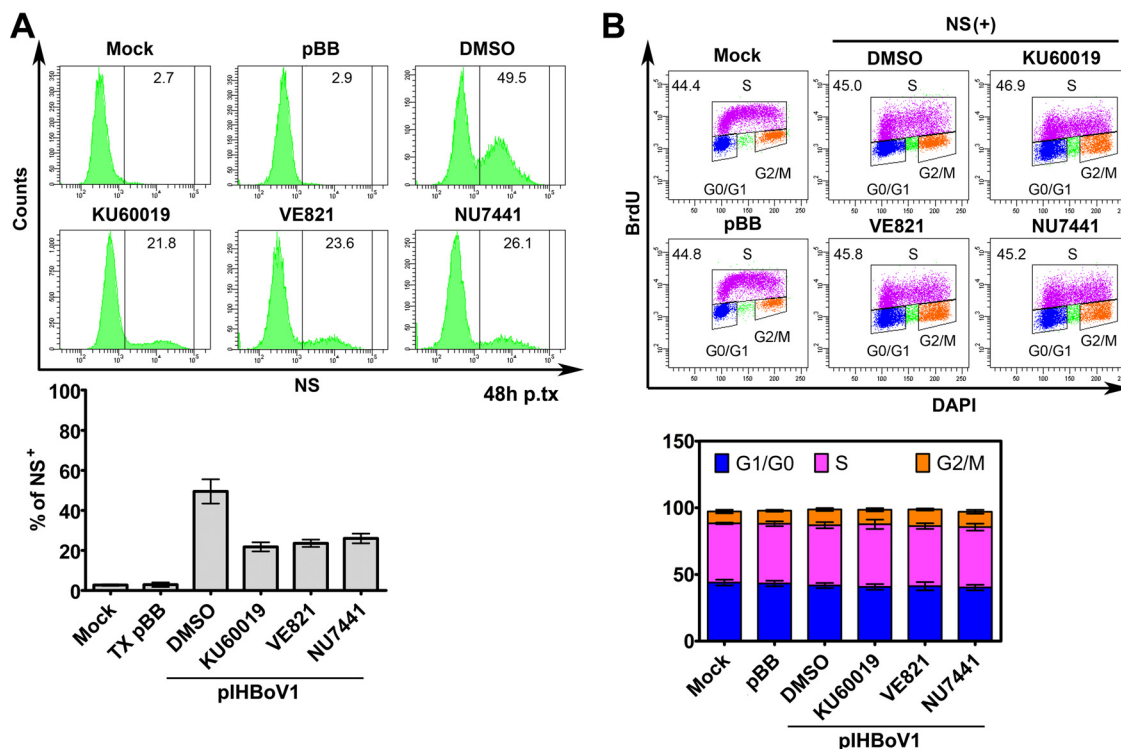 A
Mock
pBB
DMSO
2.7
2.9
49.5
KU60019
VE821
NU7441
21.8
23.6
26.1
Counts
NS
48h p.tx
% of NS+
100
80
60
40
20
0
Mock
TX pBB
DMSO
KU60019
VE821
NU7441
pIHBoV1
B
NS(+)
Mock
DMSO
KU60019
44.4
S
G0/G1
G2/M
45.0
S
G0/G1
G2/M
46.9
S
G0/G1
G2/M
pBB
VE821
NU7441
44.8
S
G0/G1
G2/M
45.8
S
G0/G1
G2/M
45.2
S
G0/G1
G2/M
BrdU
DAPI
150
100
50
0
G1/G0
S
G2/M
Mock
pBB
DMSO
KU60019
VE821
NU7441
pIHBoV1